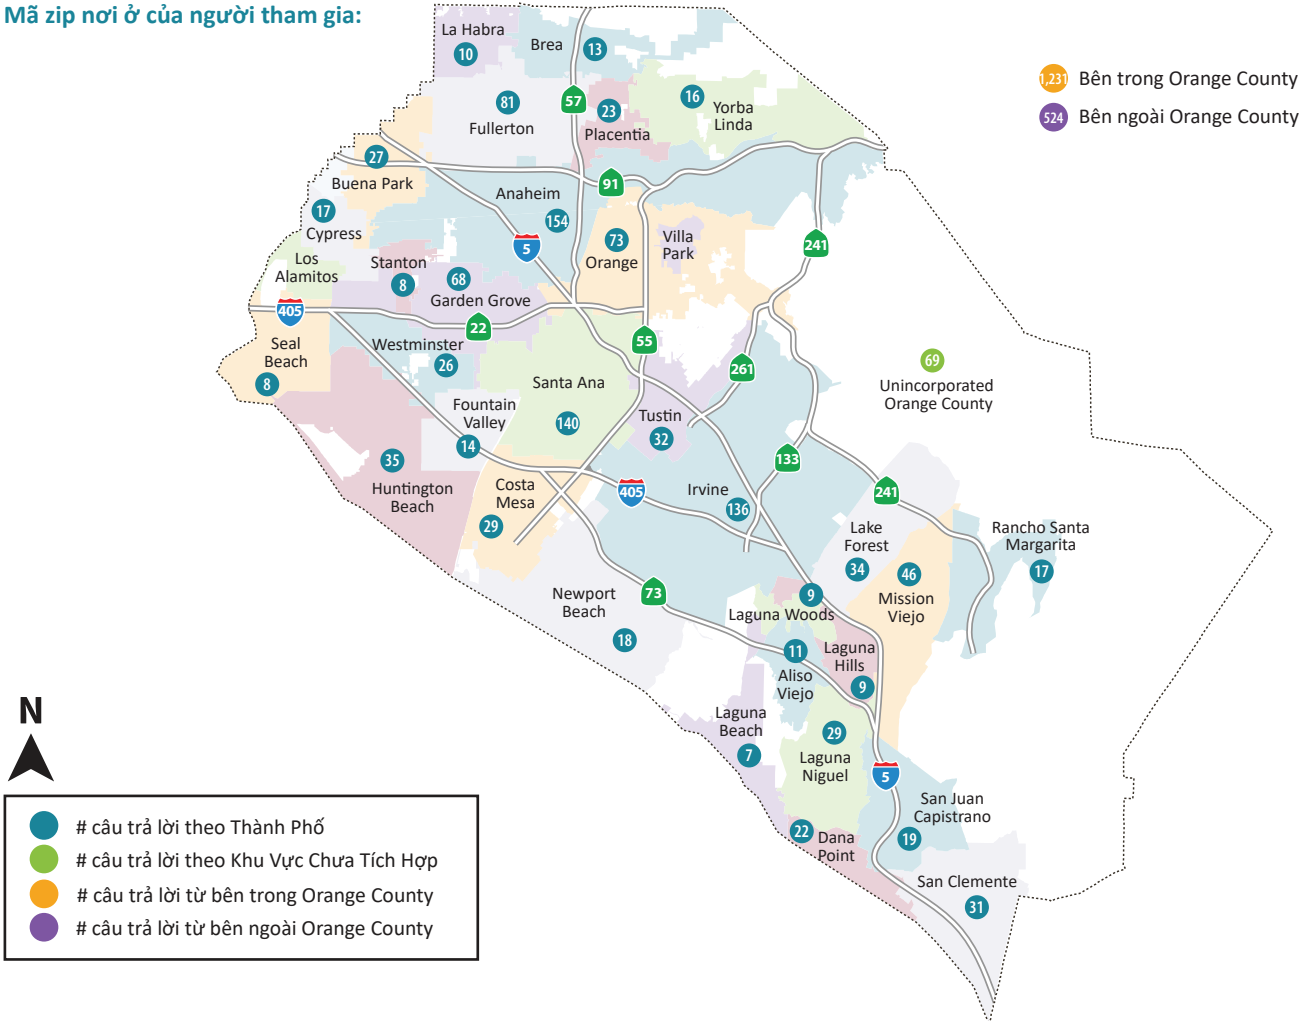 Mã zip nơi ở của người tham gia:
La Habra
10
Brea
13
1,231 Bên trong Orange County
524 Bên ngoài Orange County
81
Fullerton
57
23
Placentia
16
Yorba
Linda
27
Buena Park
91
Anaheim
154
17
Cypress
5
73
Orange
Villa
Park
241
Los
Alamitos
Stanton
8
68
Garden Grove
405
22
55
Seal
Beach
8
Westminster
26
261
69
Unincorporated
Orange County
Santa Ana
140
Fountain
Valley
14
Tustin
32
133
35
Huntington
Beach
Costa
Mesa
29
405
Irvine
136
241
Lake
Forest
34
46
Mission
Viejo
Rancho Santa
Margarita
17
Newport
Beach
18
73
9
Laguna Woods
11
Aliso
Viejo
Laguna
Hills
9
Laguna
Beach
7
29
Laguna
Niguel
5
San Juan
Capistrano
19
22
Dana
Point
San Clemente
31
N
# câu trả lời theo Thành Phố
# câu trả lời theo Khu Vực Chưa Tích Hợp
# câu trả lời từ bên trong Orange County
# câu trả lời từ bên ngoài Orange County